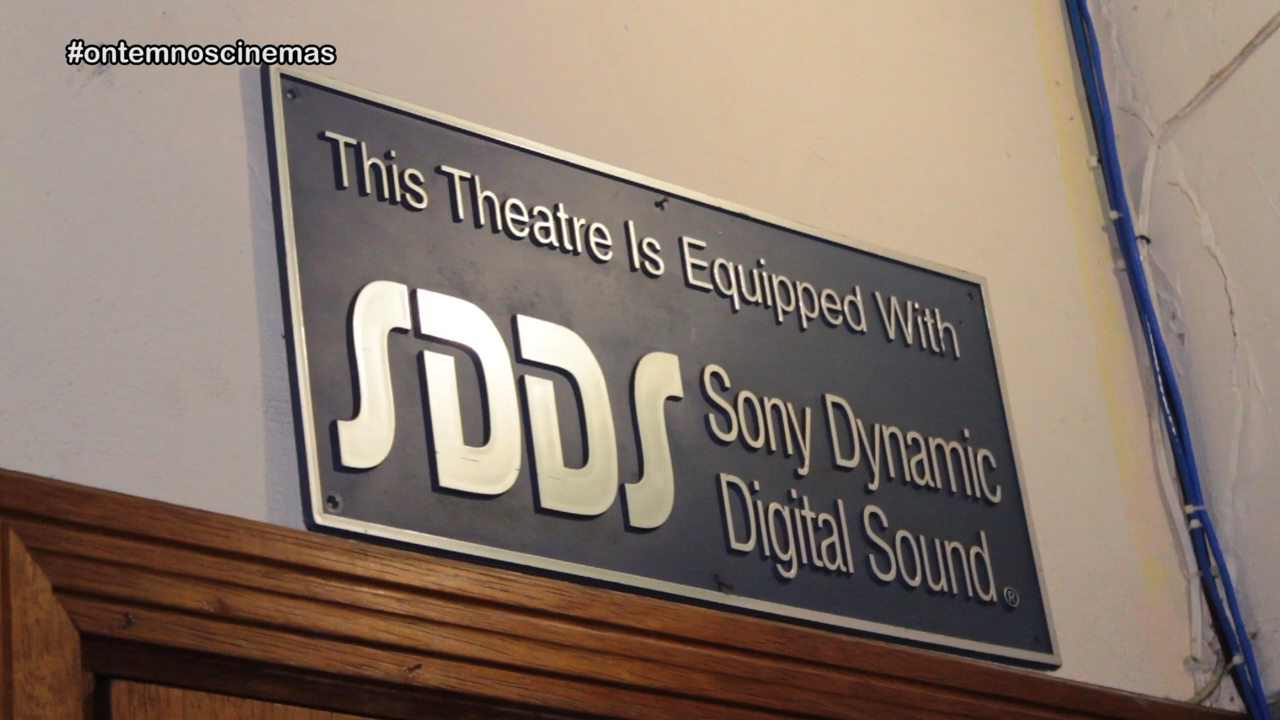 #ontemnoscinemas
This Theatre Is Equipped With
SDDS
Sony Dynamic
Digital Sound®